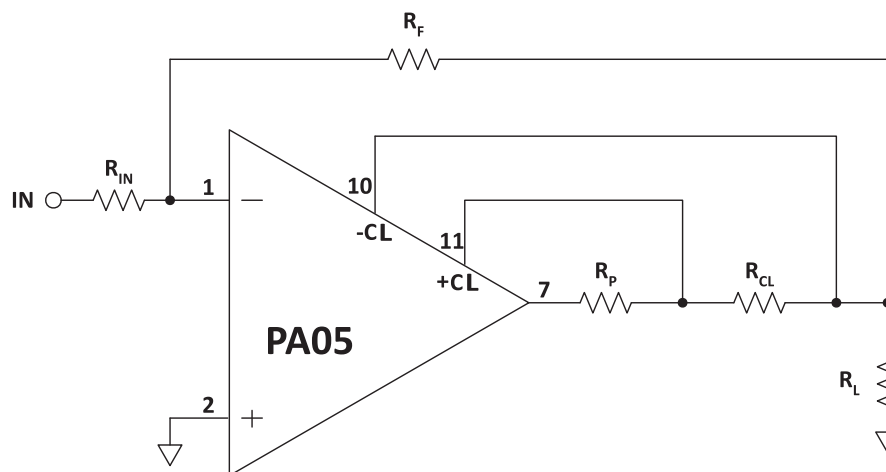 R_F
R_IN
IN
1
10
-CL
11
+CL
7
R_P
R_CL
PA05
2
R_L